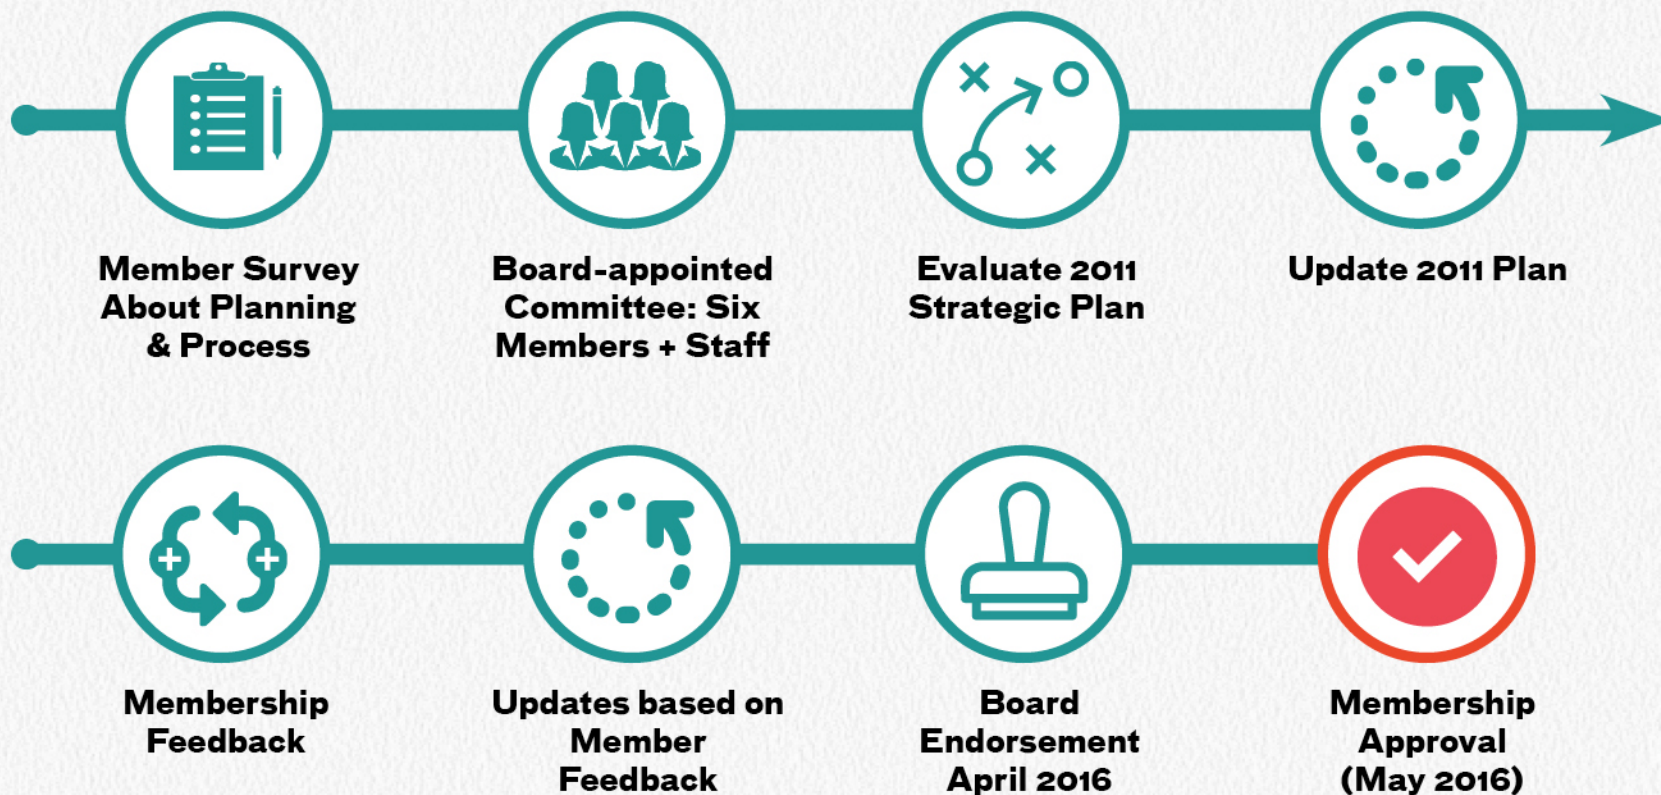 Member Survey
About Planning
& Process
Board-appointed
Committee: Six
Members + Staff
Evaluate 2011
Strategic Plan
Update 2011 Plan
Membership
Feedback
Updates based on
Member
Feedback
Board
Endorsement
April 2016
Membership
Approval
(May 2016)